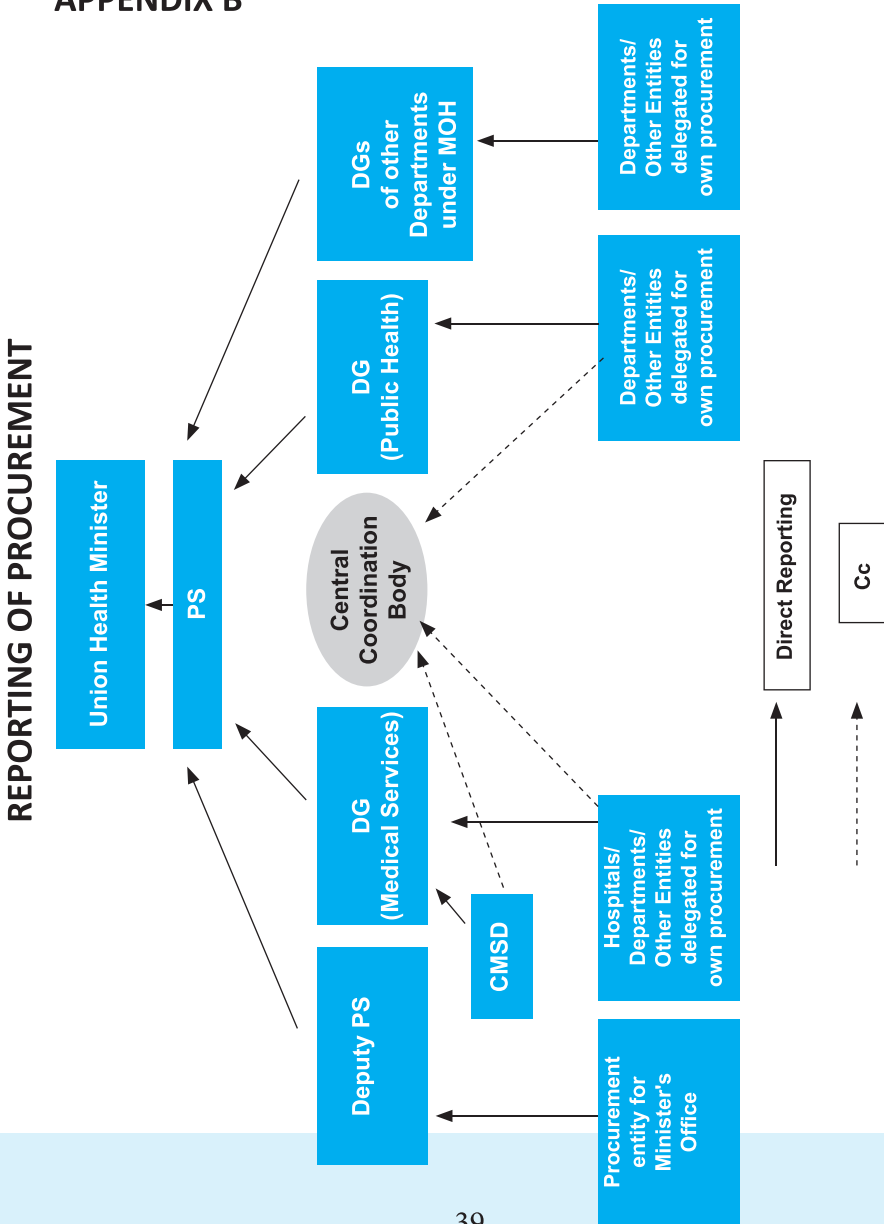 APPENDIX B
REPORTING OF PROCUREMENT
Union Health Minister
PS
Deputy PS
DG
(Medical Services)
Central
Coordination
Body
DG
(Public Health)
DGs
of other
Departments
under MOH
CMSD
Procurement
entity for
Minister's
Office
Hospitals/
Departments/
Other Entities
delegated for
own procurement
Departments/
Other Entities
delegated for
own procurement
Departments/
Other Entities
delegated for
own procurement
Direct Reporting
Cc
39